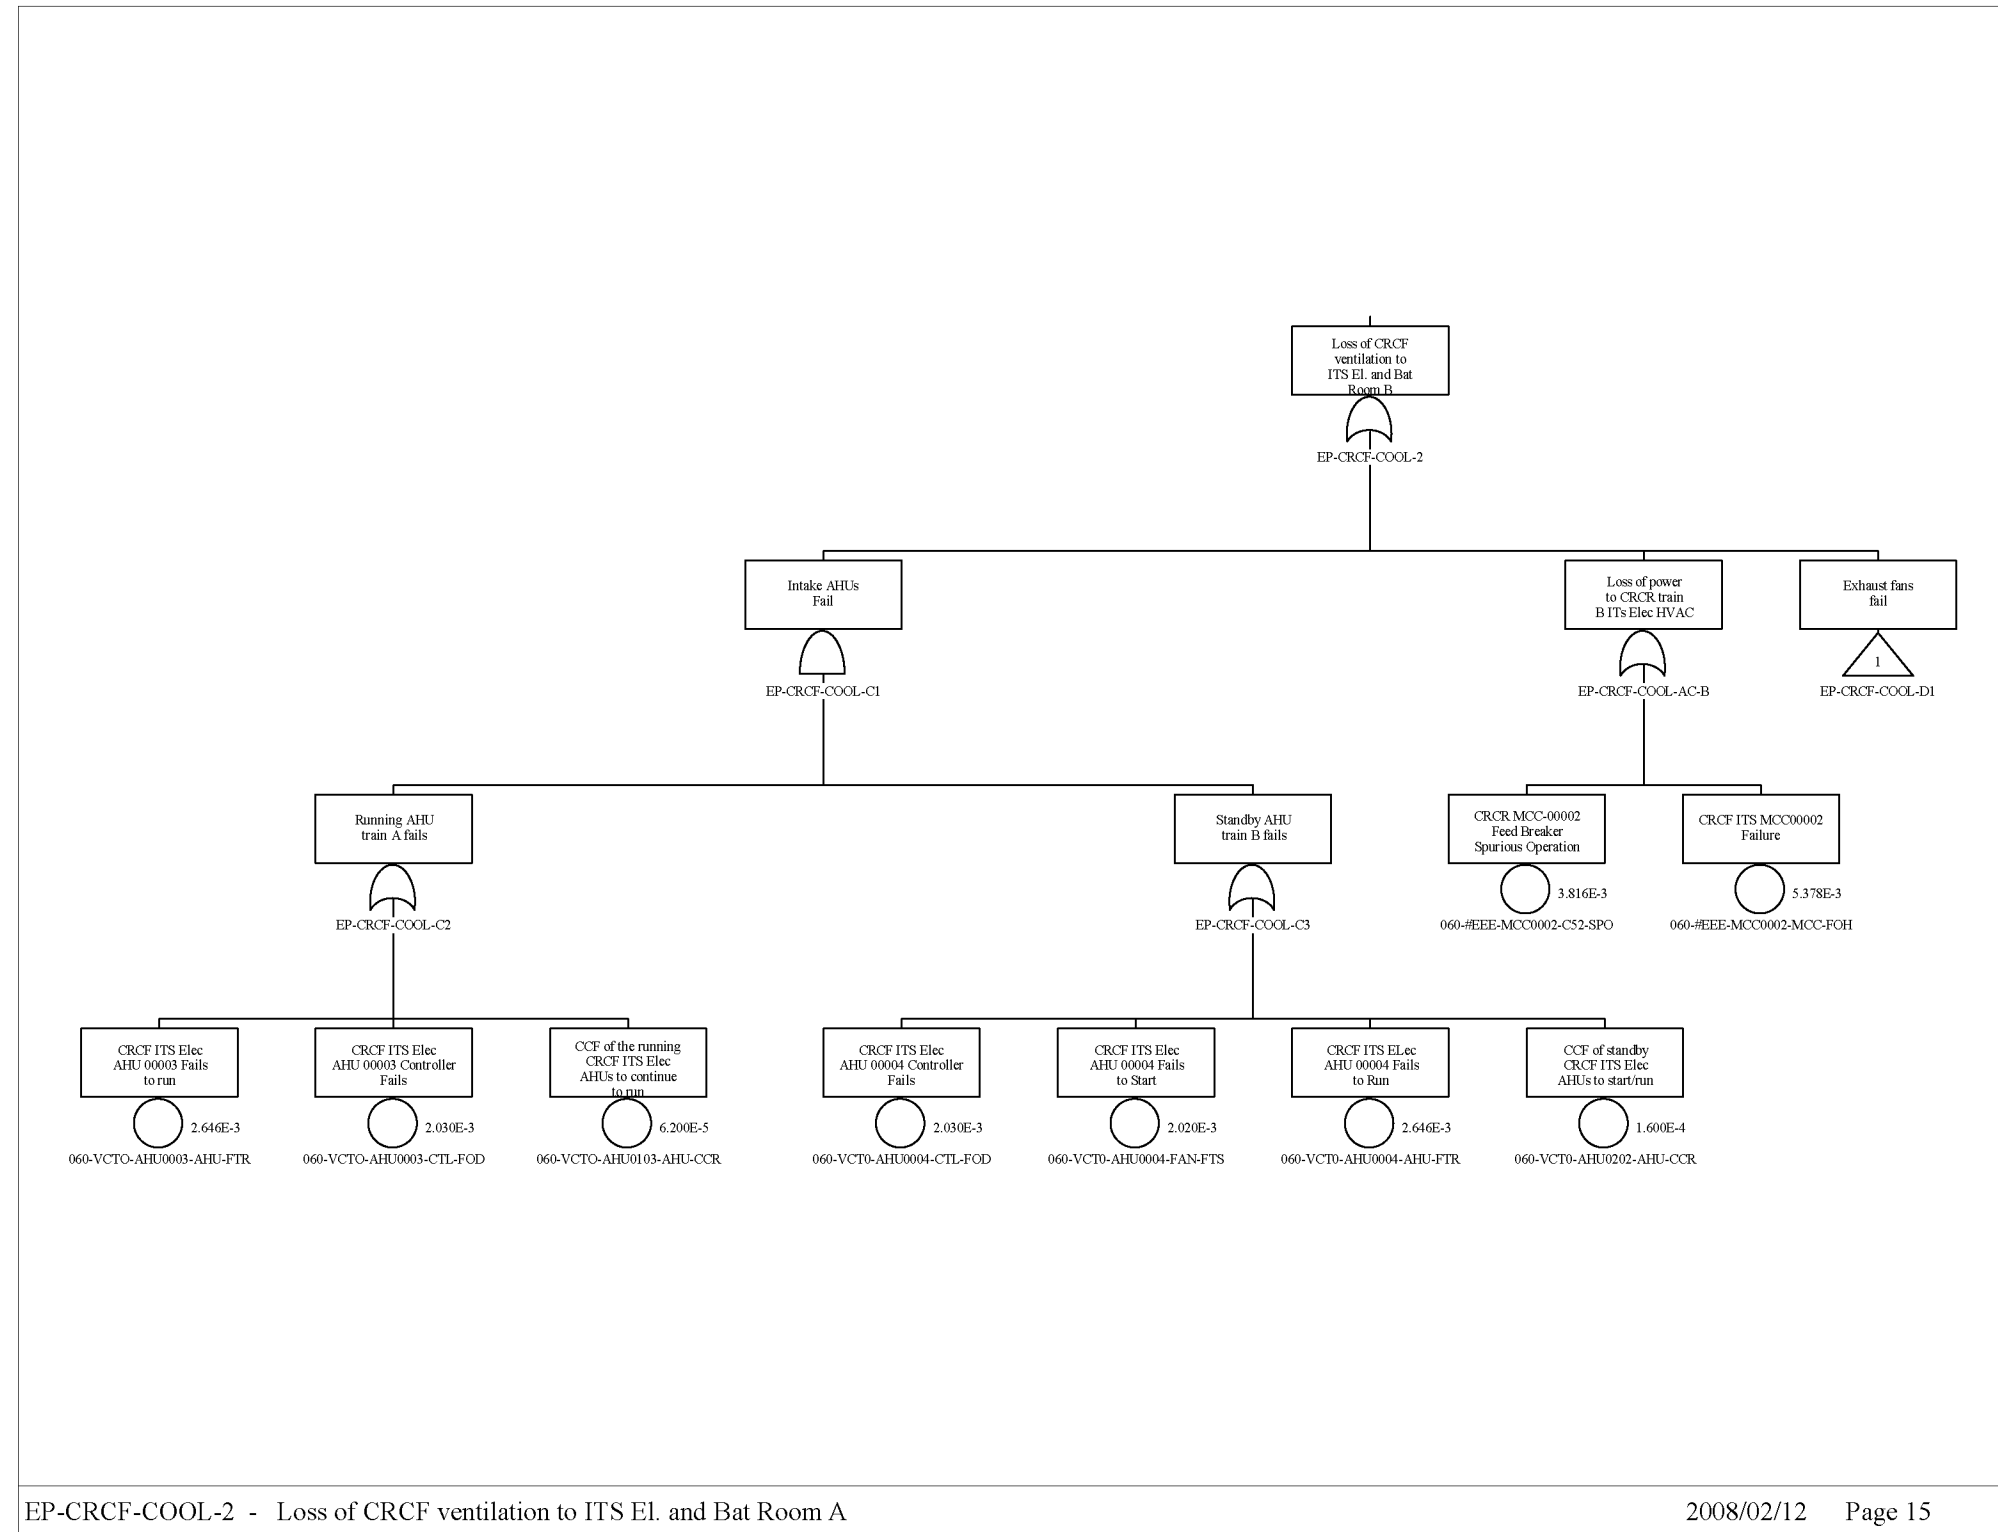 Loss of CRCF
ventilation to
ITS El. and Bat
Room B
EP-CRCF-COOL-2
Intake AHUs
Fail
EP-CRCF-COOL-C1
Loss of power
to CRCR train
B ITs Elec HVAC
EP-CRCF-COOL-AC-B
Exhaust fans
fail
1
EP-CRCF-COOL-D1
Running AHU
train A fails
EP-CRCF-COOL-C2
Standby AHU
train B fails
EP-CRCF-COOL-C3
CRCR MCC-00002
Feed Breaker
Spurious Operation
3.816E-3
060-#EEE-MCC0002-C52-SPO
CRCF ITS MCC00002
Failure
5.378E-3
060-#EEE-MCC0002-MCC-FOH
CRCF ITS Elec
AHU 00003 Fails
to run
2.646E-3
060-VCTO-AHU0003-AHU-FTR
CRCF ITS Elec
AHU 00003 Controller
Fails
2.030E-3
060-VCTO-AHU0003-CTL-FOD
CCF of the running
CRCF ITS Elec
AHUs to continue
to run
6.200E-5
060-VCTO-AHU0103-AHU-CCR
CRCF ITS Elec
AHU 00004 Controller
Fails
2.030E-3
060-VCT0-AHU0004-CTL-FOD
CRCF ITS Elec
AHU 00004 Fails
to Start
2.020E-3
060-VCT0-AHU0004-FAN-FTS
CRCF ITS ELec
AHU 00004 Fails
to Run
2.646E-3
060-VCT0-AHU0004-AHU-FTR
CCF of standby
CRCF ITS Elec
AHUs to start/run
1.600E-4
060-VCT0-AHU0202-AHU-CCR
EP-CRCF-COOL-2 - Loss of CRCF ventilation to ITS El. and Bat Room A
2008/02/12 Page 15